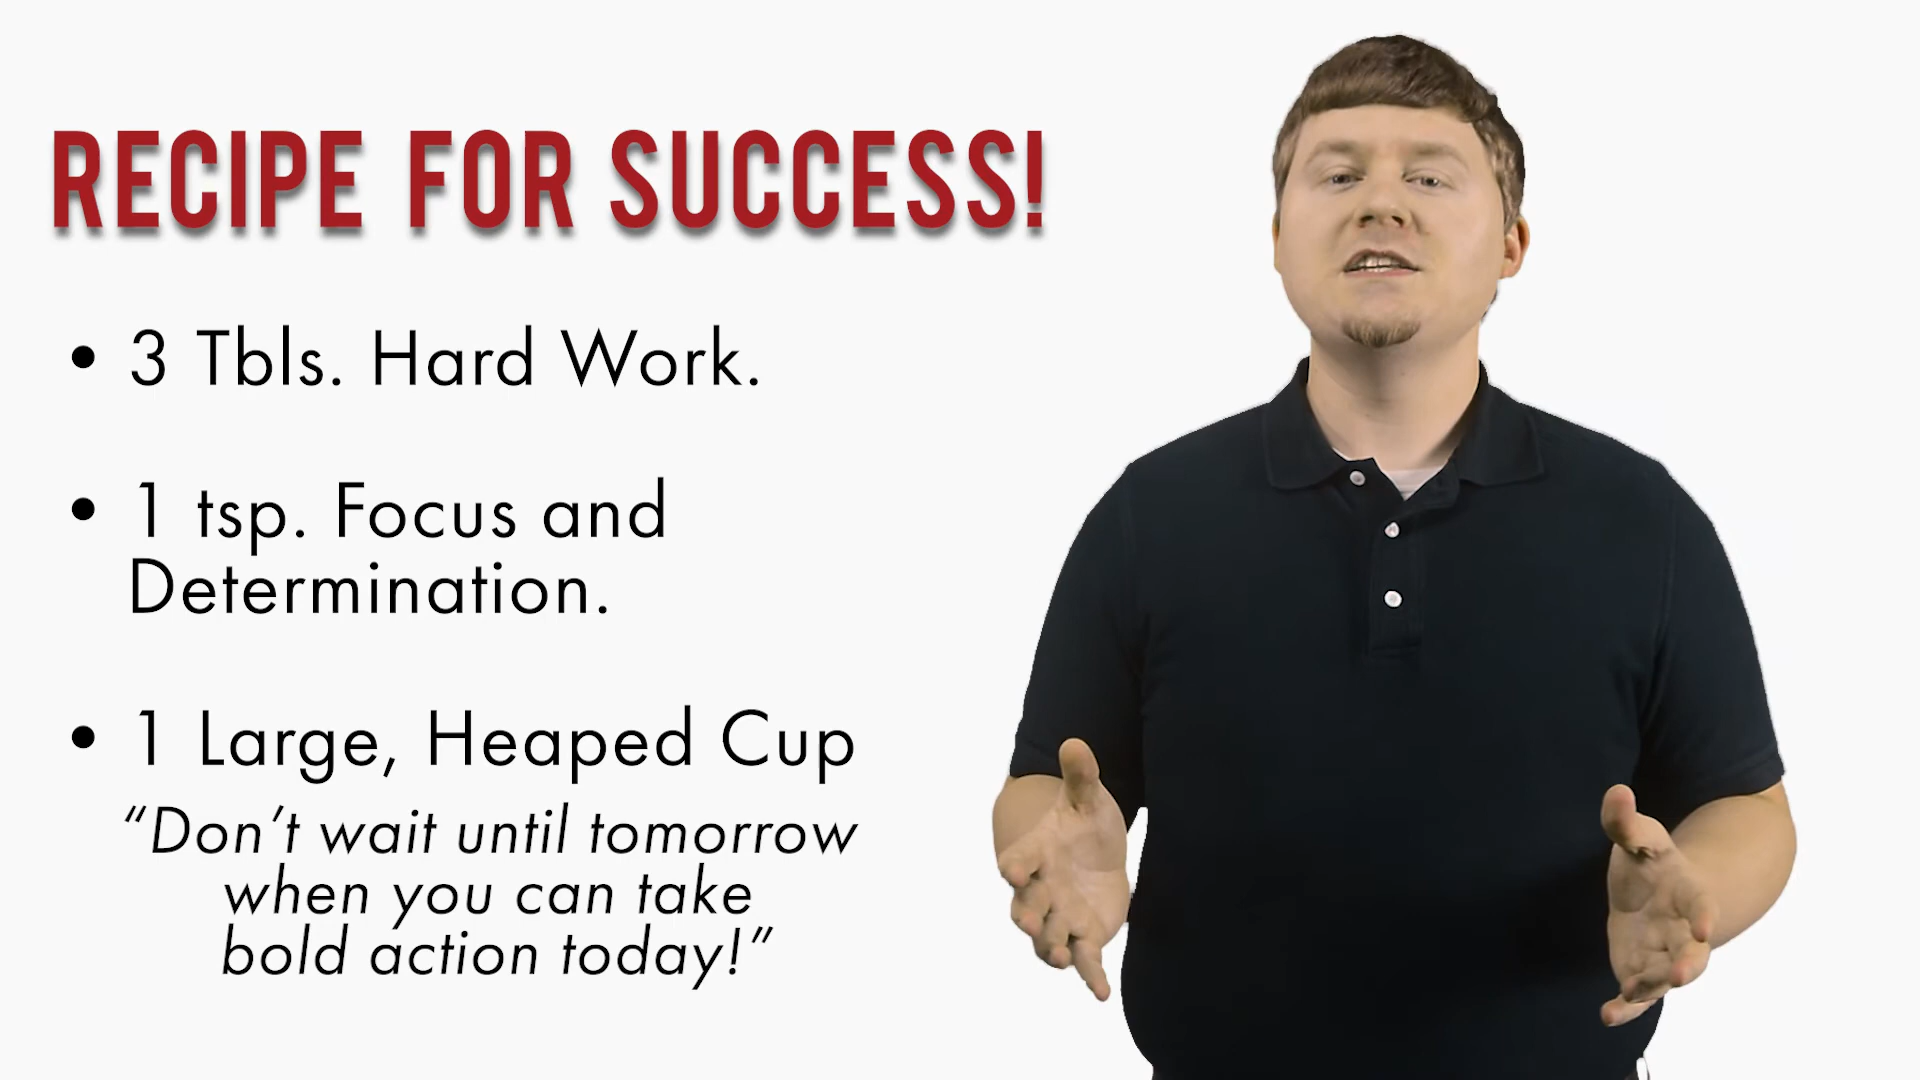 RECIPE FOR SUCCESS!
• 3 Tbls. Hard Work.
• 1 tsp. Focus and
Determination.
• 1 Large, Heaped Cup
“Don’t wait until tomorrow
when you can take
bold action today!”